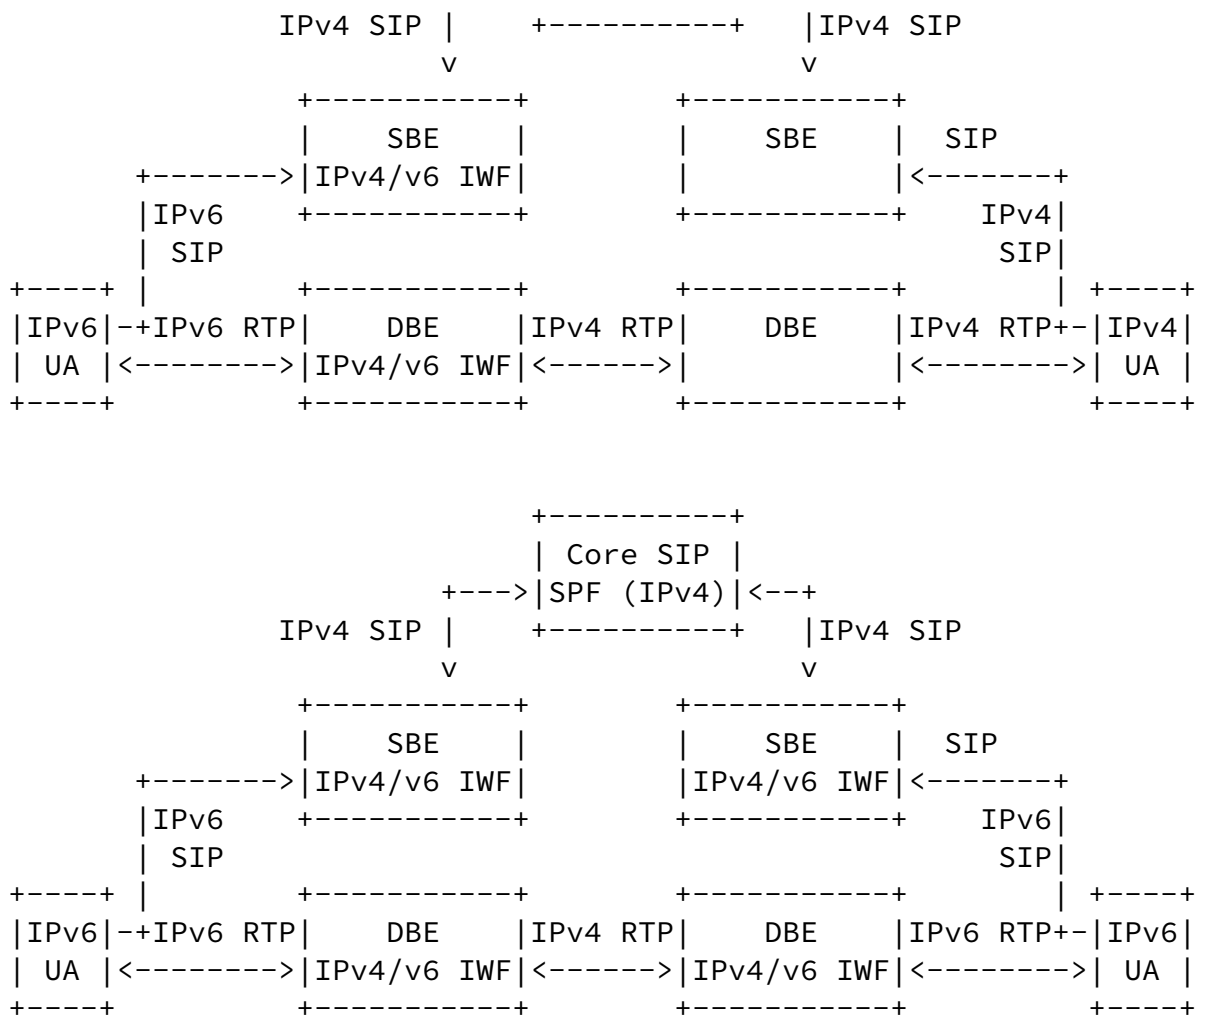 IPv4 SIP |    +----------+   |IPv4 SIP
                        v                   v
                +-----------+        +-----------+
                |    SBE    |        |    SBE    |  SIP
       +------->|IPv4/v6 IWF|        |           |<-------+
       |IPv6    +-----------+        +-----------+    IPv4|
       | SIP                                           SIP|
+----+ |        +-----------+        +-----------+        | +----+
|IPv6|-+IPv6 RTP|    DBE    |IPv4 RTP|    DBE    |IPv4 RTP+-|IPv4|
| UA |<-------->|IPv4/v6 IWF|<------>|           |<-------->| UA |
+----+          +-----------+        +-----------+          +----+
                             +----------+
                             | Core SIP |
                        +--->|SPF (IPv4)|<--+
               IPv4 SIP |    +----------+   |IPv4 SIP
                        v                   v
                +-----------+        +-----------+
                |    SBE    |        |    SBE    |  SIP
       +------->|IPv4/v6 IWF|        |IPv4/v6 IWF|<-------+
       |IPv6    +-----------+        +-----------+    IPv6|
       | SIP                                           SIP|
+----+ |        +-----------+        +-----------+        | +----+
|IPv6|-+IPv6 RTP|    DBE    |IPv4 RTP|    DBE    |IPv6 RTP+-|IPv6|
| UA |<-------->|IPv4/v6 IWF|<------>|IPv4/v6 IWF|<-------->| UA |
+----+          +-----------+        +-----------+          +----+